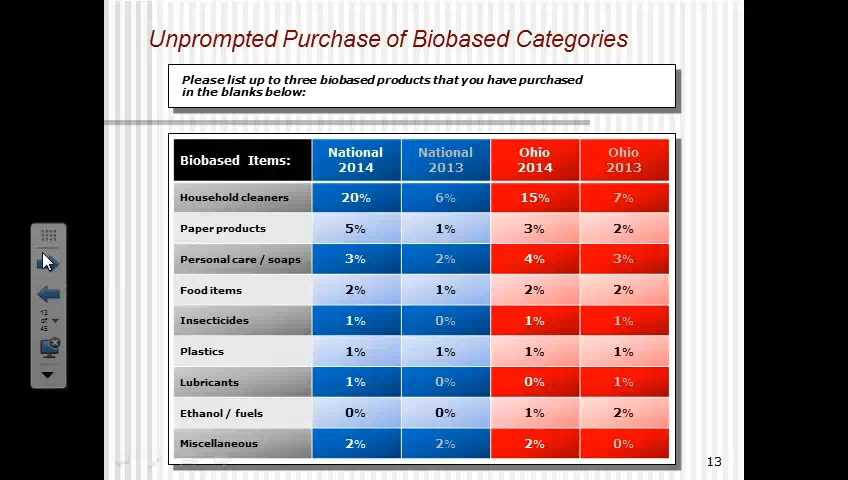 Unprompted Purchase of Biobased Categories
Please list up to three biobased products that you have purchased
in the blanks below:
Biobased Items: National 2014 National 2013 Ohio 2014 Ohio 2013
Household cleaners 20% 6% 15% 7%
Paper products 5% 1% 3% 2%
Personal care / soaps 3% 2% 4% 3%
Food items 2% 1% 2% 2%
Insecticides 1% 0% 1% 1%
Plastics 1% 1% 1% 1%
Lubricants 1% 0% 0% 1%
Ethanol / fuels 0% 0% 1% 2%
Miscellaneous 2% 2% 2% 0%
13
of
45
13